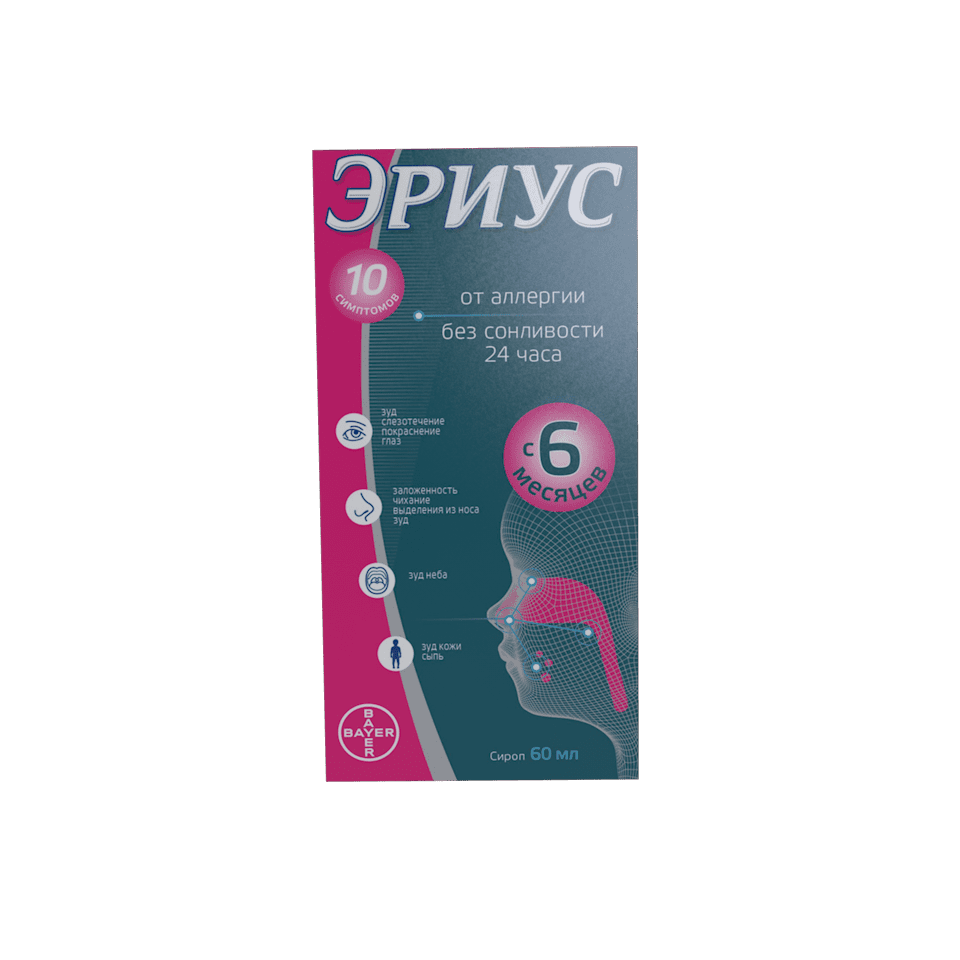 ЭРИУС
10
СИМПТОМОВ
от аллергии
без сонливости
24 часа
зуд
слезотечение
покраснение
глаз
с 6
месяцев
заложенность
чихание
выделения из носа
зуд
зуд неба
зуд кожи
сыпь
BAYER
BAYER
Сироп 60 мл